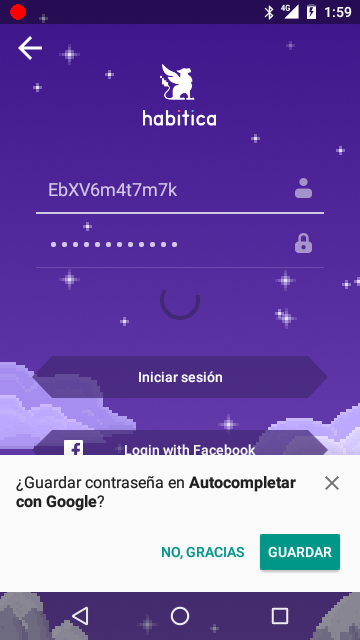 4G
1:59
habitica
EbXV6m4t7m7k
Iniciar sesión
Login with Facebook
¿Guardar contraseña en Autocompletar
con Google?
NO, GRACIAS
GUARDAR